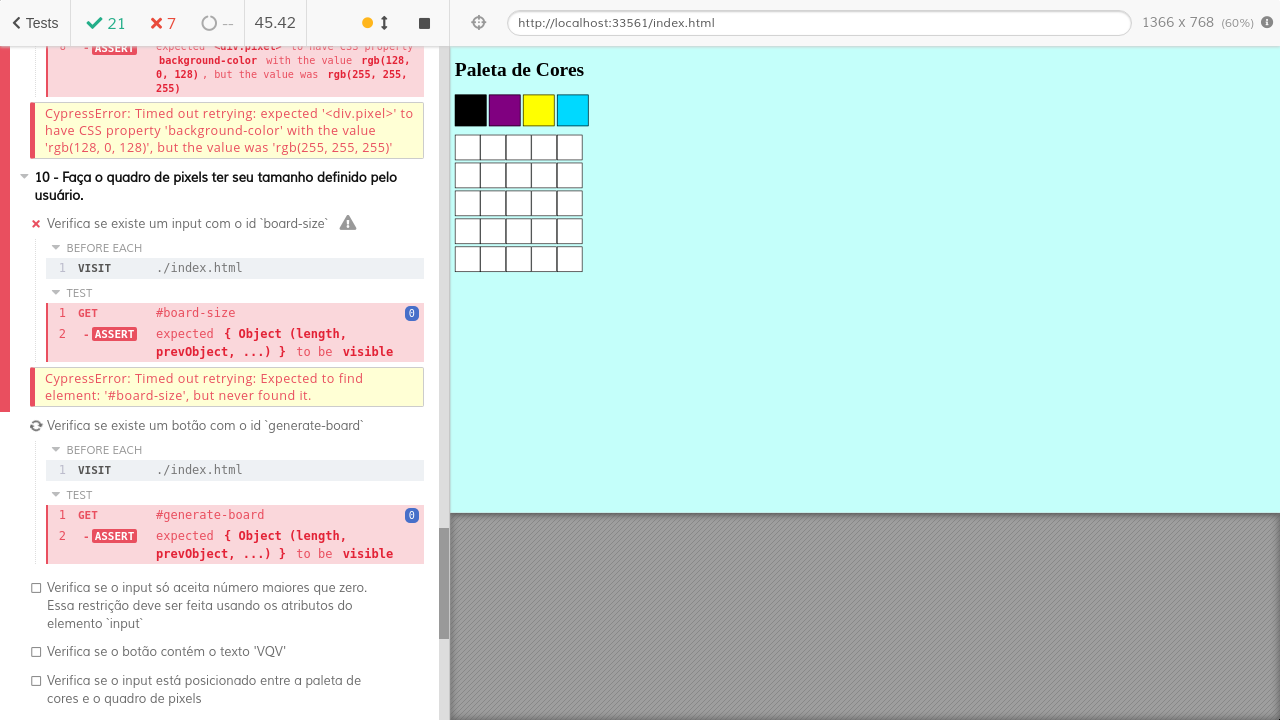 Tests 21 7 -- 45.42
http://localhost:33561/index.html 1366 x 768 (60%)
6 - ASSERT expected <div.pixel> to have CSS property
background-color with the value rgb(128,
0, 128), but the value was rgb(255, 255,
255)
CypressError: Timed out retrying: expected '<div.pixel>' to
have CSS property 'background-color' with the value
'rgb(128, 0, 128)', but the value was 'rgb(255, 255, 255)'
10 - Faça o quadro de pixels ter seu tamanho definido pelo
usuário.
Verifica se existe um input com o id `board-size`
BEFORE EACH
1 VISIT ./index.html
TEST
1 GET #board-size 0
2 - ASSERT expected { Object (length,
prevObject, ...) } to be visible
CypressError: Timed out retrying: Expected to find
element: '#board-size', but never found it.
Verifica se existe um botão com o id `generate-board`
BEFORE EACH
1 VISIT ./index.html
TEST
1 GET #generate-board 0
2 - ASSERT expected { Object (length,
prevObject, ...) } to be visible
Verifica se o input só aceita número maiores que zero.
Essa restrição deve ser feita usando os atributos do
elemento `input`
Verifica se o botão contém o texto 'VQV'
Verifica se o input está posicionado entre a paleta de
cores e o quadro de pixels
Paleta de Cores